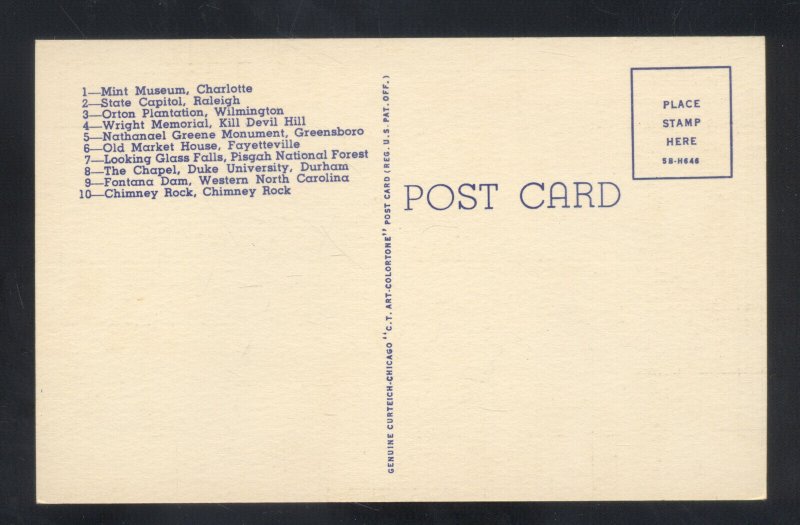 1—Mint Museum, Charlotte
2—State Capitol, Raleigh
3—Orton Plantation, Wilmington
4—Wright Memorial, Kill Devil Hill
5—Nathanael Greene Monument, Greensboro
6—Old Market House, Fayetteville
7—Looking Glass Falls, Pisgah National Forest
8—The Chapel, Duke University, Durham
9—Fontana Dam, Western North Carolina
10—Chimney Rock, Chimney Rock
GENUINE CURTEICH-CHICAGO "C.T. ART-COLORTONE" POST CARD (REG. U.S. PAT. OFF.)
POST CARD
PLACE
STAMP
HERE
5B-H646